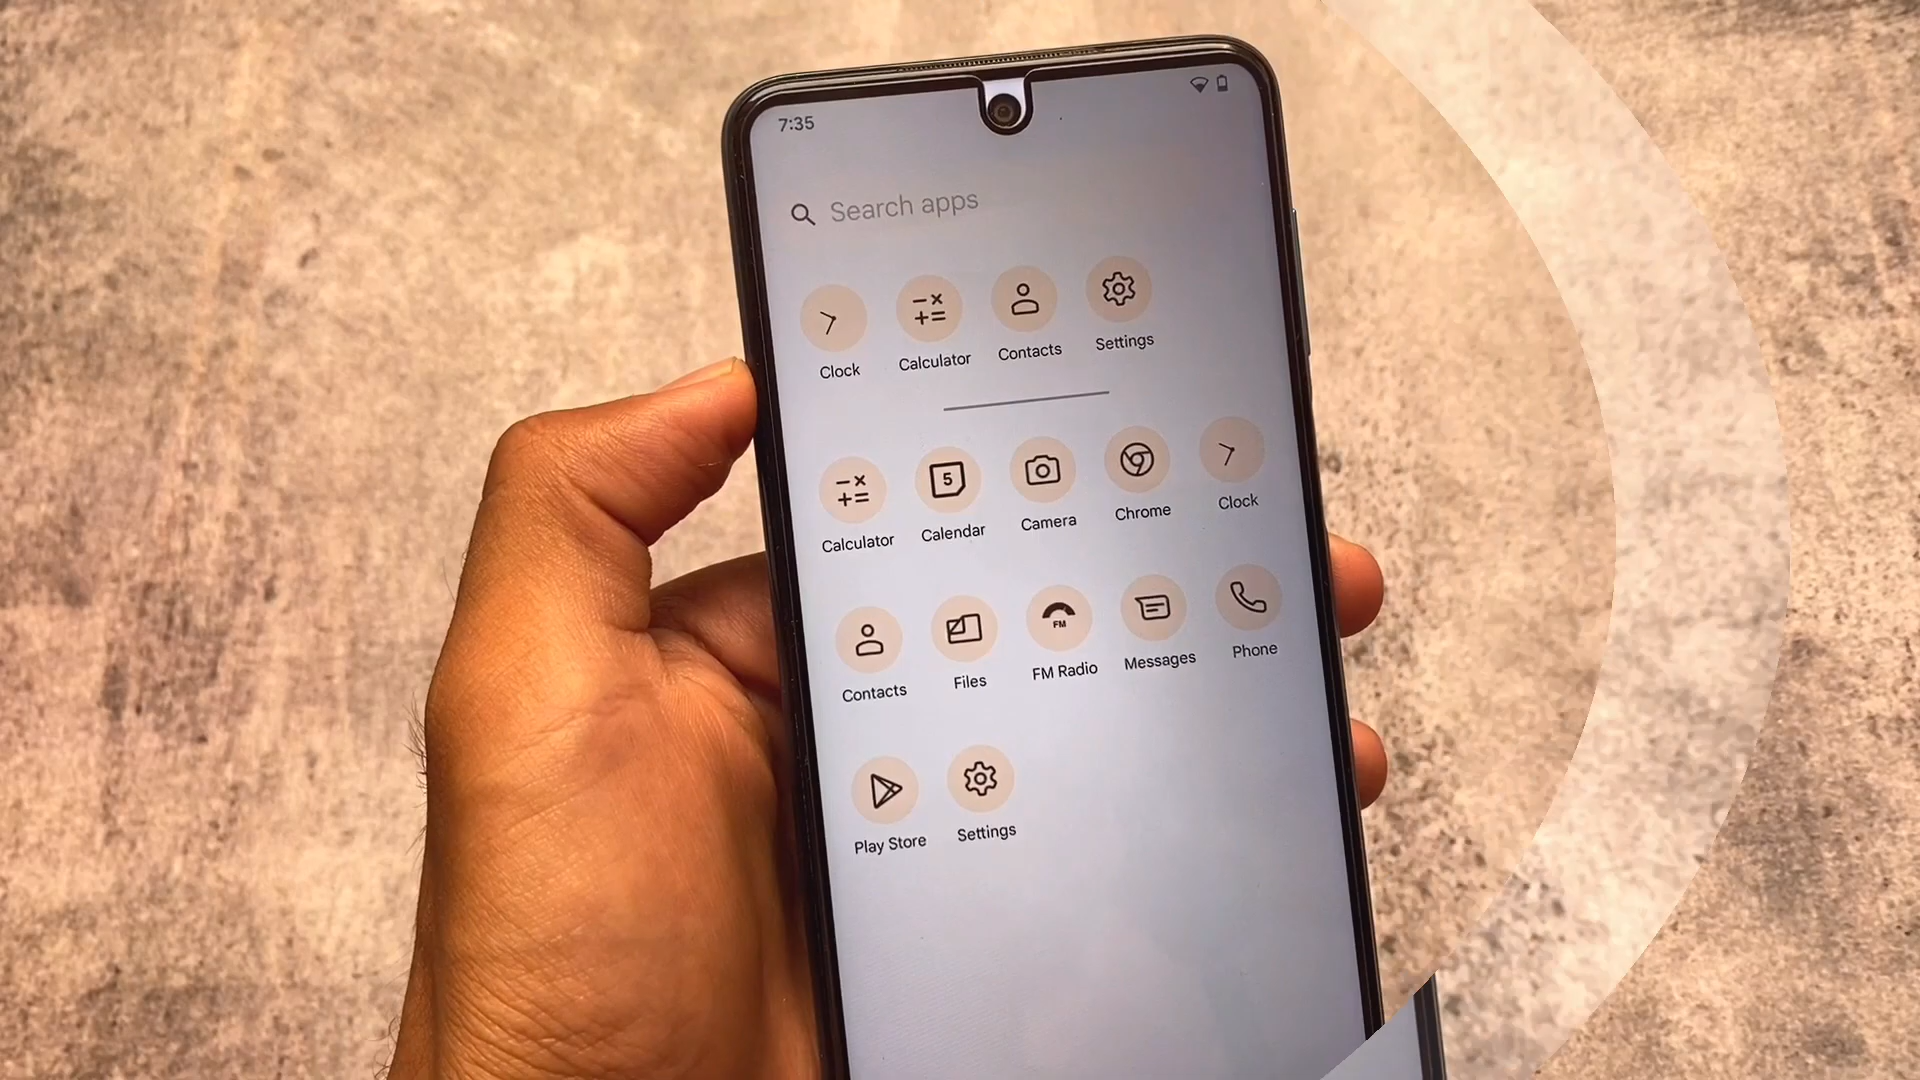 7:35
Search apps
Clock Calculator Contacts Settings
Calculator 5 Calendar Camera Chrome Clock
Contacts Files FM FM Radio Messages Phone
Play Store Settings